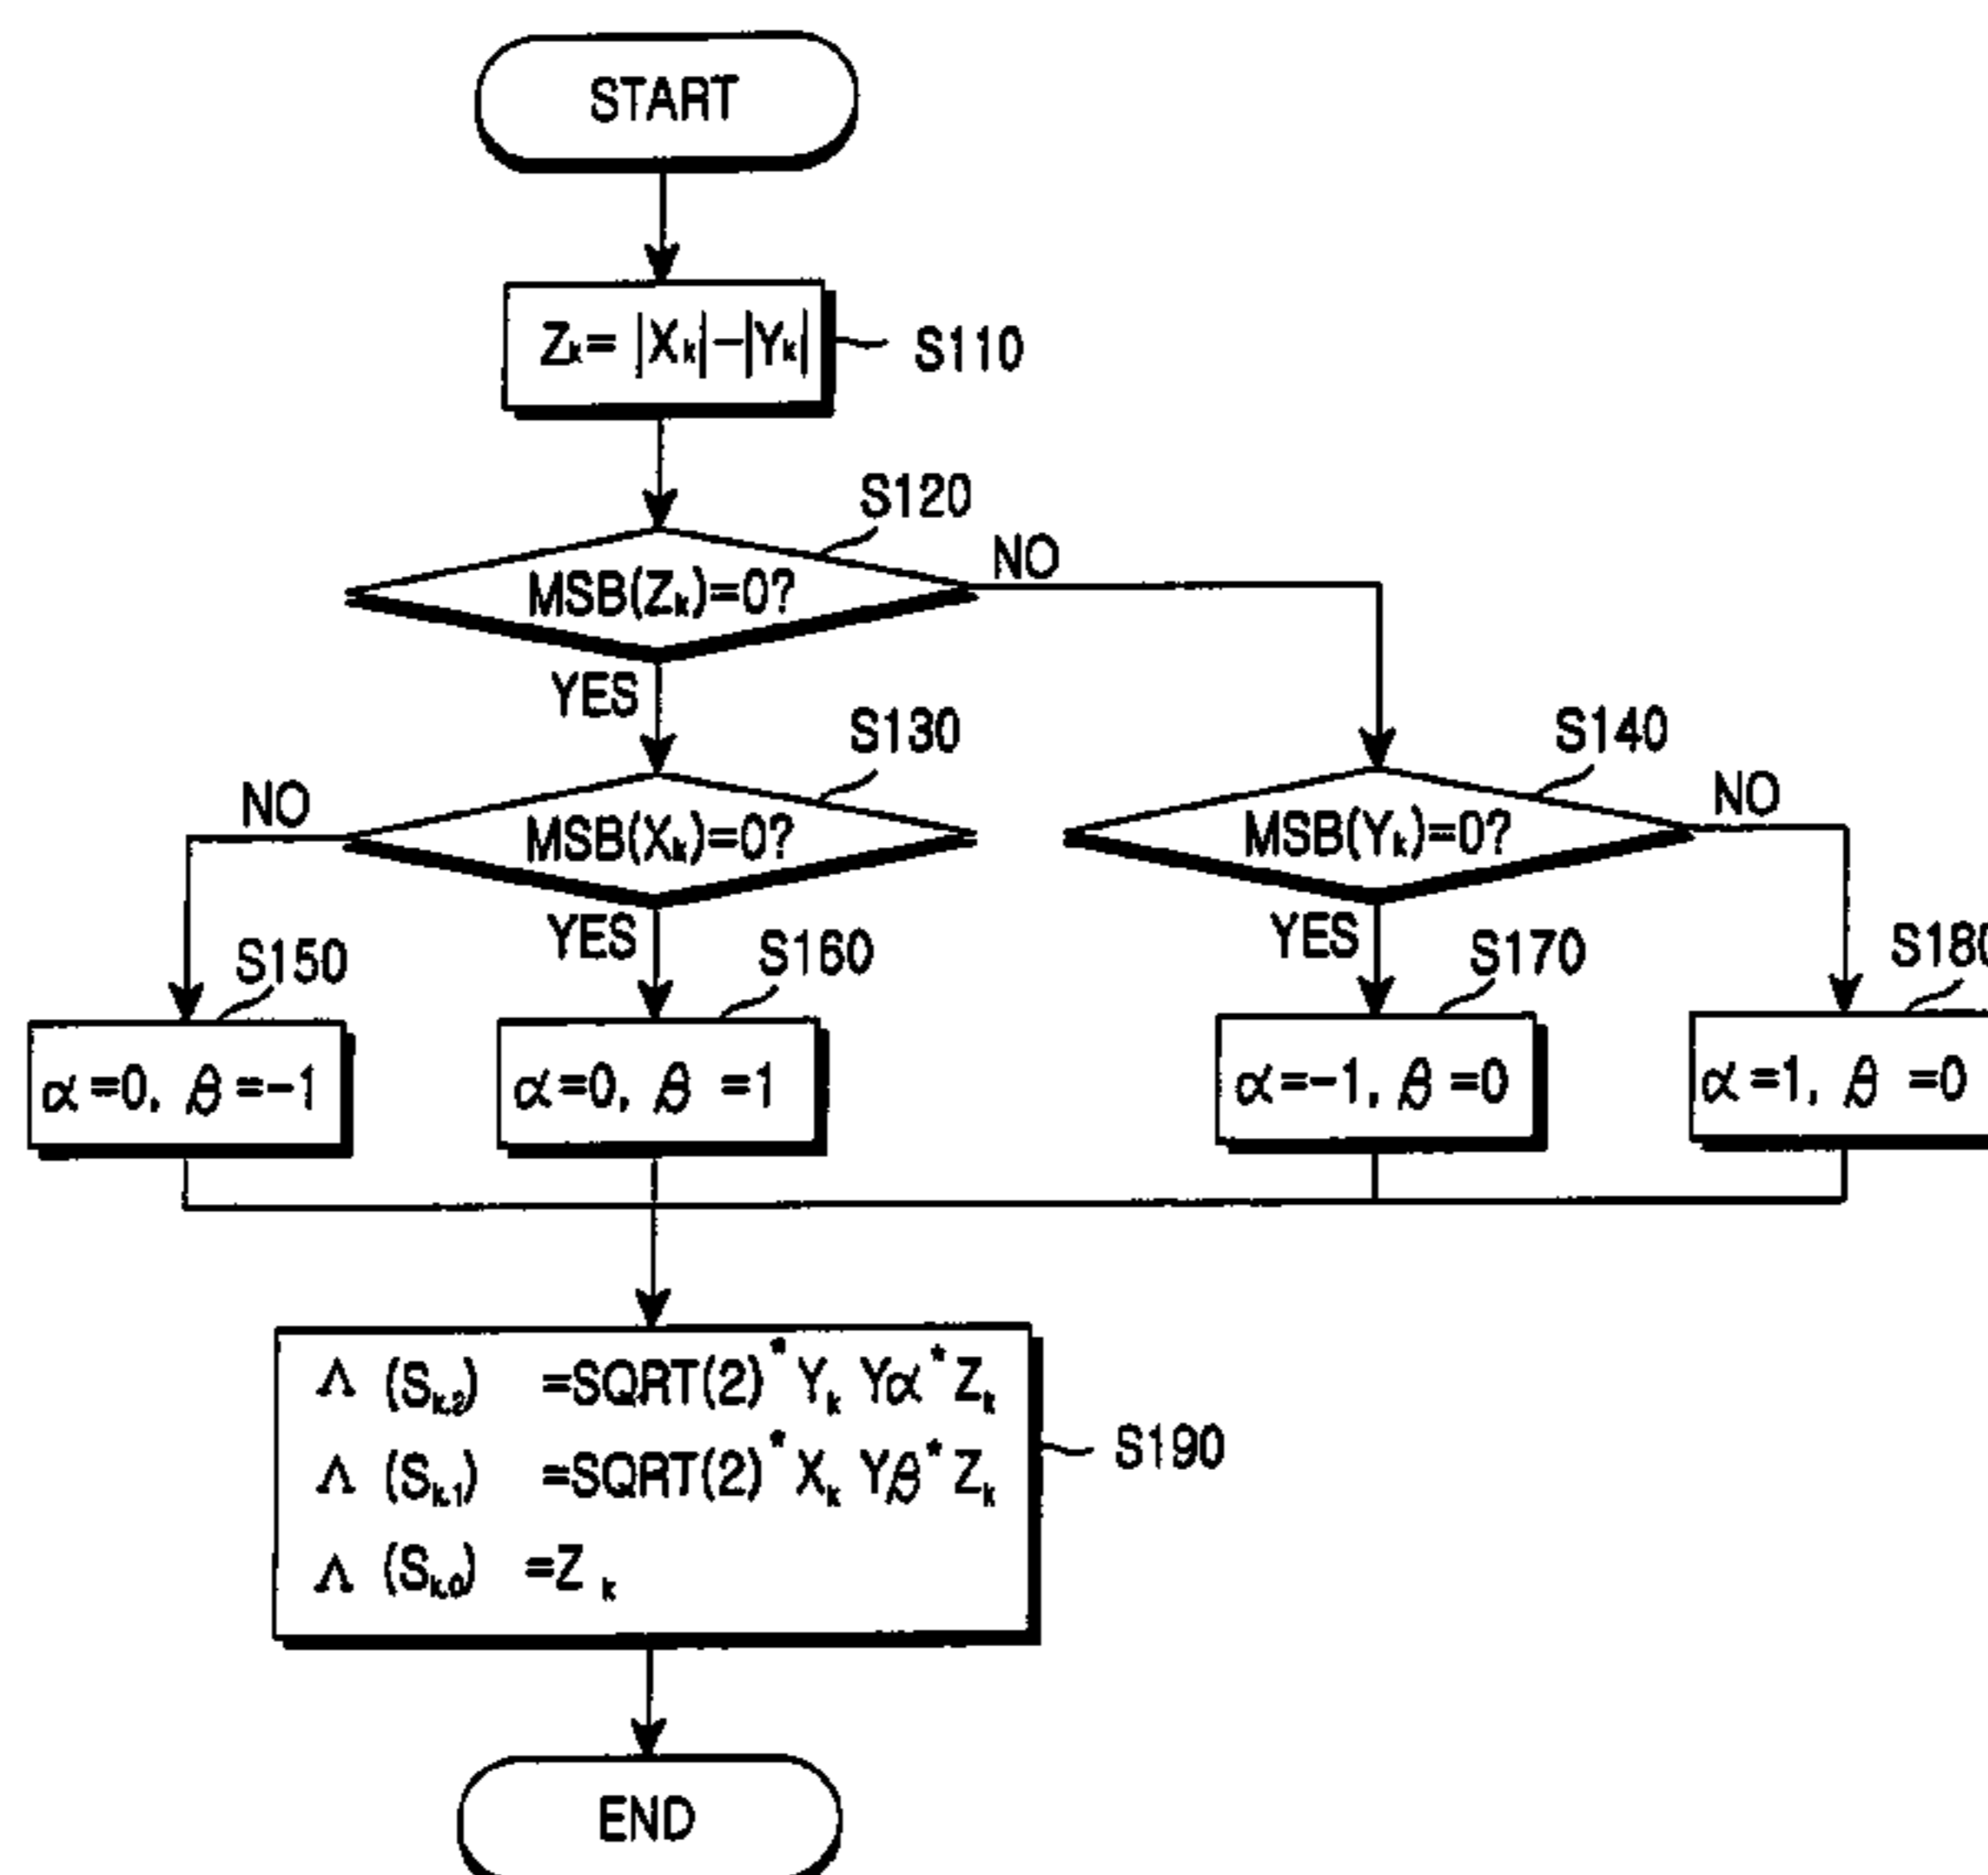 START
Zk= |Xk|-|Yk|
S110
S120
MSB(Zk)=0?
NO
YES
S130
S140
NO
MSB(Xk)=0?
MSB(Yk)=0?
NO
YES
YES
S150
S160
S170
S180
α=0, β=-1
α=0, β =1
α=-1, β=0
α=1, β =0
Λ (Sk,2) =SQRT(2)*Yk Yα*Zk
Λ (Sk,1) =SQRT(2)*Xk Yβ*Zk
Λ (Sk,0) =Z k
S190
END